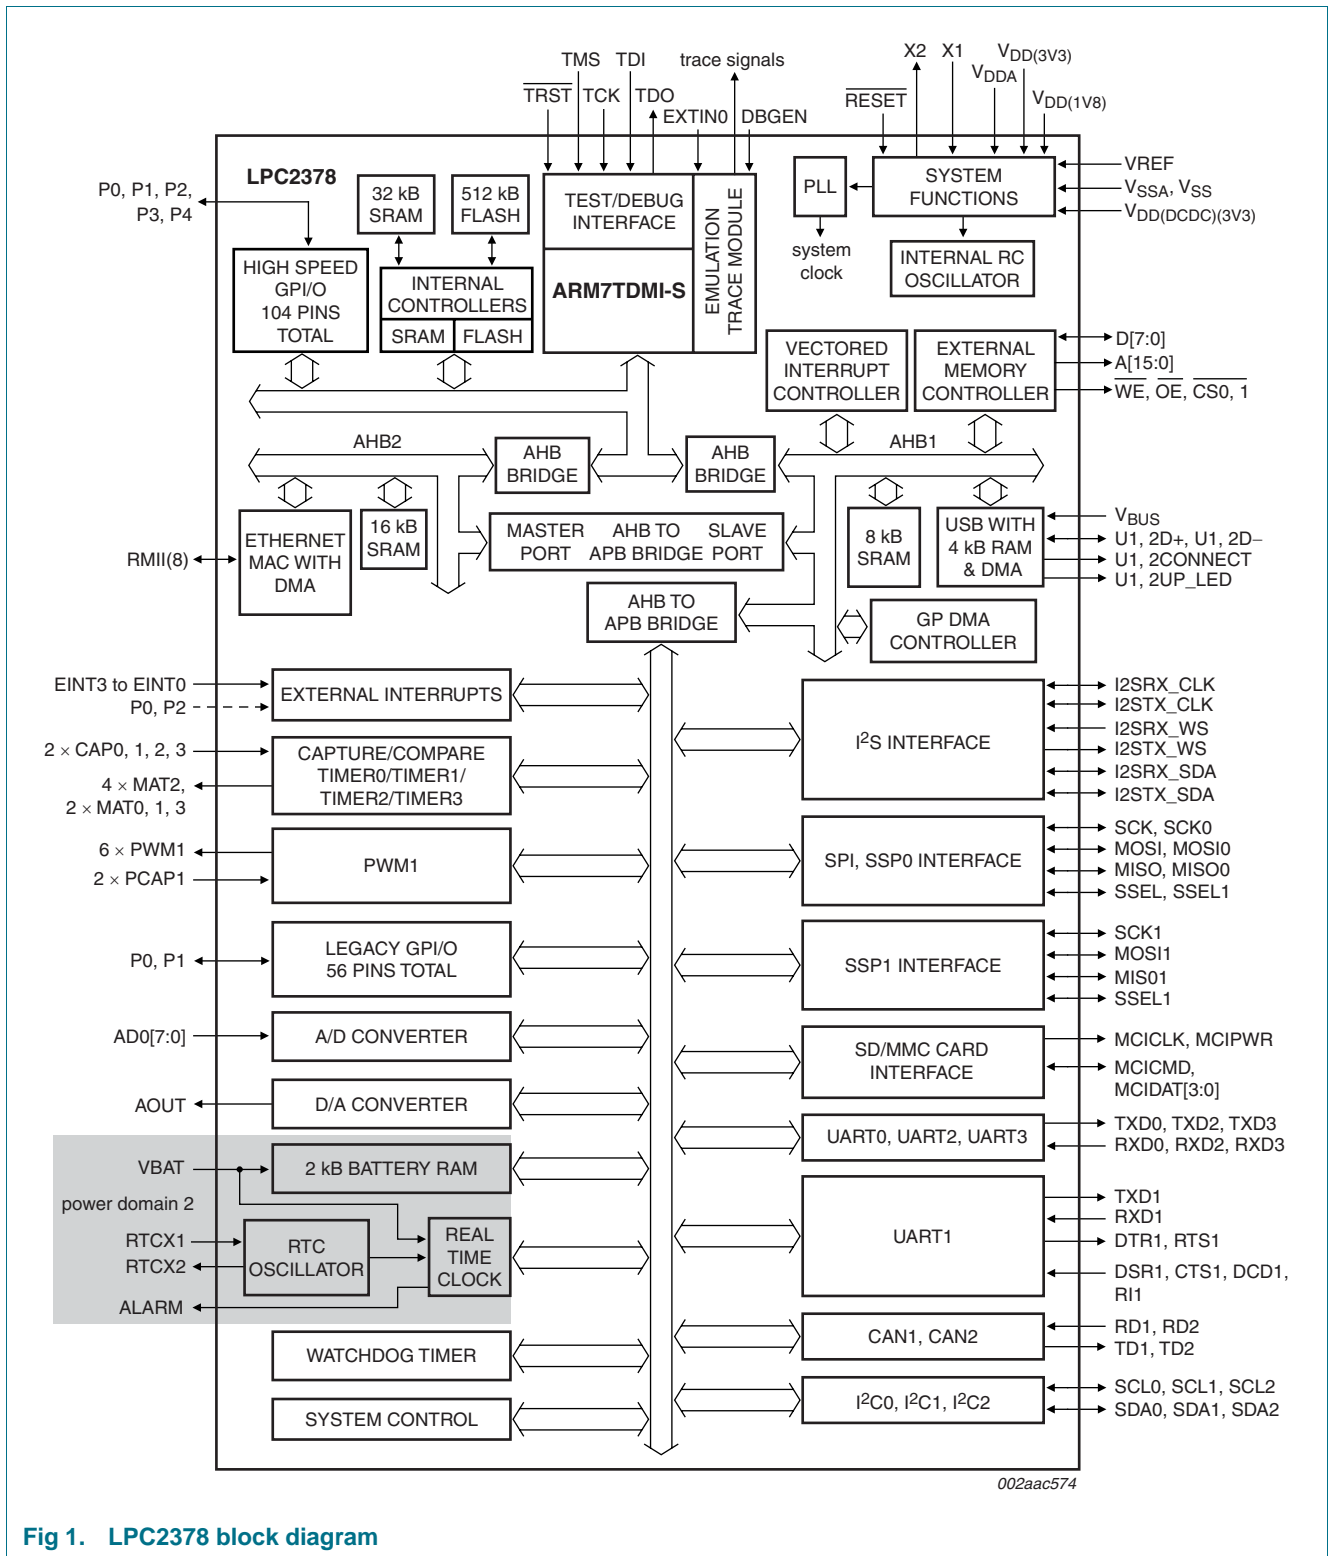 TMS TDI trace signals X2 X1 VDD(3V3)
VDDA
TRST TCK TDO RESET VDD(1V8)
EXTIN0 DBGEN
LPC2378
P0, P1, P2,
P3, P4
32 kB
SRAM
512 kB
FLASH
TEST/DEBUG
INTERFACE
EMULATION
TRACE MODULE
PLL
SYSTEM
FUNCTIONS
VREF
VSSA, VSS
VDD(DCDC)(3V3)
system
clock
INTERNAL RC
OSCILLATOR
HIGH SPEED
GPI/O
104 PINS
TOTAL
INTERNAL
CONTROLLERS
SRAM FLASH
ARM7TDMI-S
VECTORED
INTERRUPT
CONTROLLER
EXTERNAL
MEMORY
CONTROLLER
D[7:0]
A[15:0]
WE, OE, CS0, 1
AHB2
AHB
BRIDGE
AHB
BRIDGE
AHB1
ETHERNET
MAC WITH
DMA
16 kB
SRAM
MASTER AHB TO SLAVE
PORT APB BRIDGE PORT
8 kB
SRAM
USB WITH
4 kB RAM
& DMA
VBUS
U1, 2D+, U1, 2D−
U1, 2CONNECT
U1, 2UP_LED
RMII(8)
AHB TO
APB BRIDGE
GP DMA
CONTROLLER
EINT3 to EINT0
P0, P2
EXTERNAL INTERRUPTS
2 × CAP0, 1, 2, 3
4 × MAT2,
2 × MAT0, 1, 3
CAPTURE/COMPARE
TIMER0/TIMER1/
TIMER2/TIMER3
6 × PWM1
2 × PCAP1
PWM1
P0, P1
LEGACY GPI/O
56 PINS TOTAL
AD0[7:0]
A/D CONVERTER
AOUT
D/A CONVERTER
VBAT
2 kB BATTERY RAM
power domain 2
RTCX1
RTCX2
RTC
OSCILLATOR
REAL
TIME
CLOCK
ALARM
WATCHDOG TIMER
SYSTEM CONTROL
I2S INTERFACE
I2SRX_CLK
I2STX_CLK
I2SRX_WS
I2STX_WS
I2SRX_SDA
I2STX_SDA
SPI, SSP0 INTERFACE
SCK, SCK0
MOSI, MOSI0
MISO, MISO0
SSEL, SSEL1
SSP1 INTERFACE
SCK1
MOSI1
MIS01
SSEL1
SD/MMC CARD
INTERFACE
MCICLK, MCIPWR
MCICMD,
MCIDAT[3:0]
UART0, UART2, UART3
TXD0, TXD2, TXD3
RXD0, RXD2, RXD3
UART1
TXD1
RXD1
DTR1, RTS1
DSR1, CTS1, DCD1,
RI1
CAN1, CAN2
RD1, RD2
TD1, TD2
I2C0, I2C1, I2C2
SCL0, SCL1, SCL2
SDA0, SDA1, SDA2
002aac574
Fig 1. LPC2378 block diagram